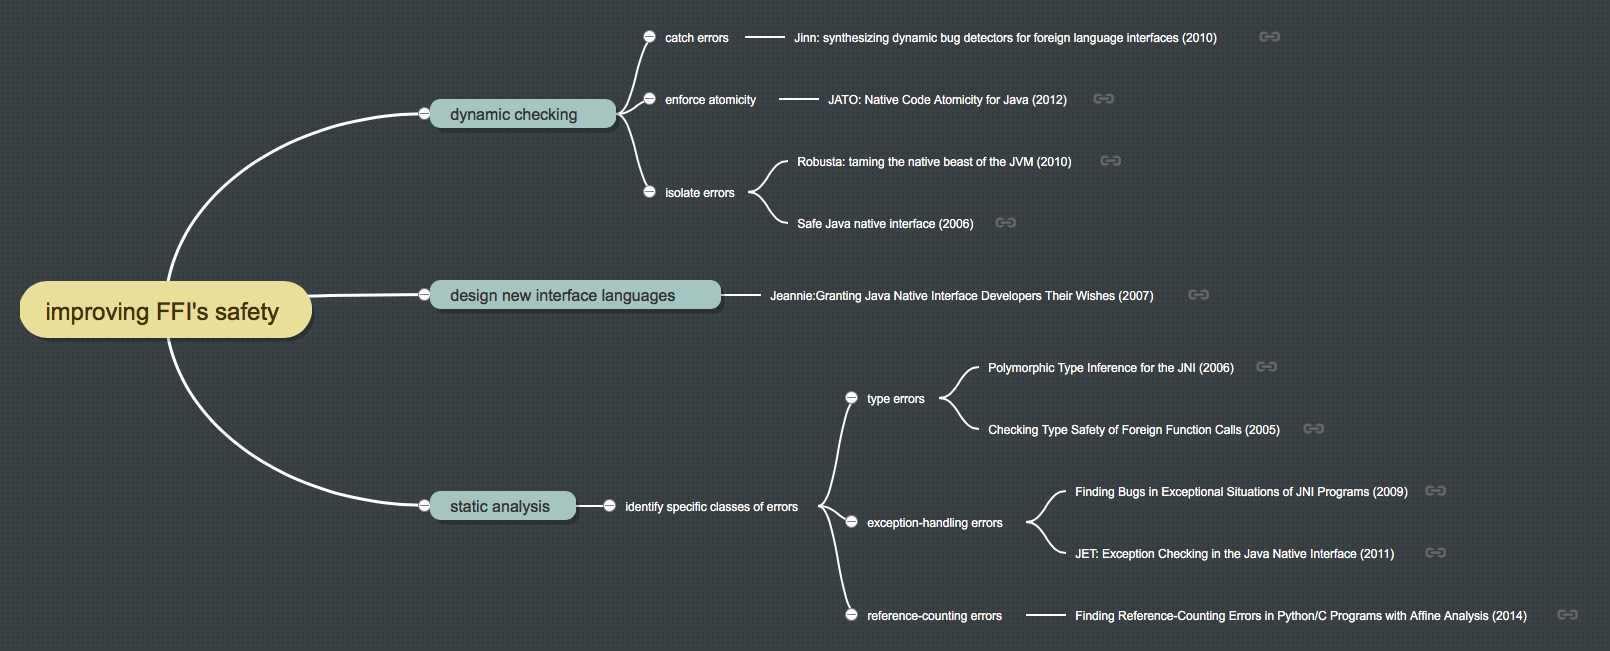 improving FFI's safety
dynamic checking
catch errors
Jinn: synthesizing dynamic bug detectors for foreign language interfaces (2010)
enforce atomicity
JATO: Native Code Atomicity for Java (2012)
isolate errors
Robusta: taming the native beast of the JVM (2010)
Safe Java native interface (2006)
design new interface languages
Jeannie:Granting Java Native Interface Developers Their Wishes (2007)
static analysis
identify specific classes of errors
type errors
Polymorphic Type Inference for the JNI (2006)
Checking Type Safety of Foreign Function Calls (2005)
exception-handling errors
Finding Bugs in Exceptional Situations of JNI Programs (2009)
JET: Exception Checking in the Java Native Interface (2011)
reference-counting errors
Finding Reference-Counting Errors in Python/C Programs with Affine Analysis (2014)